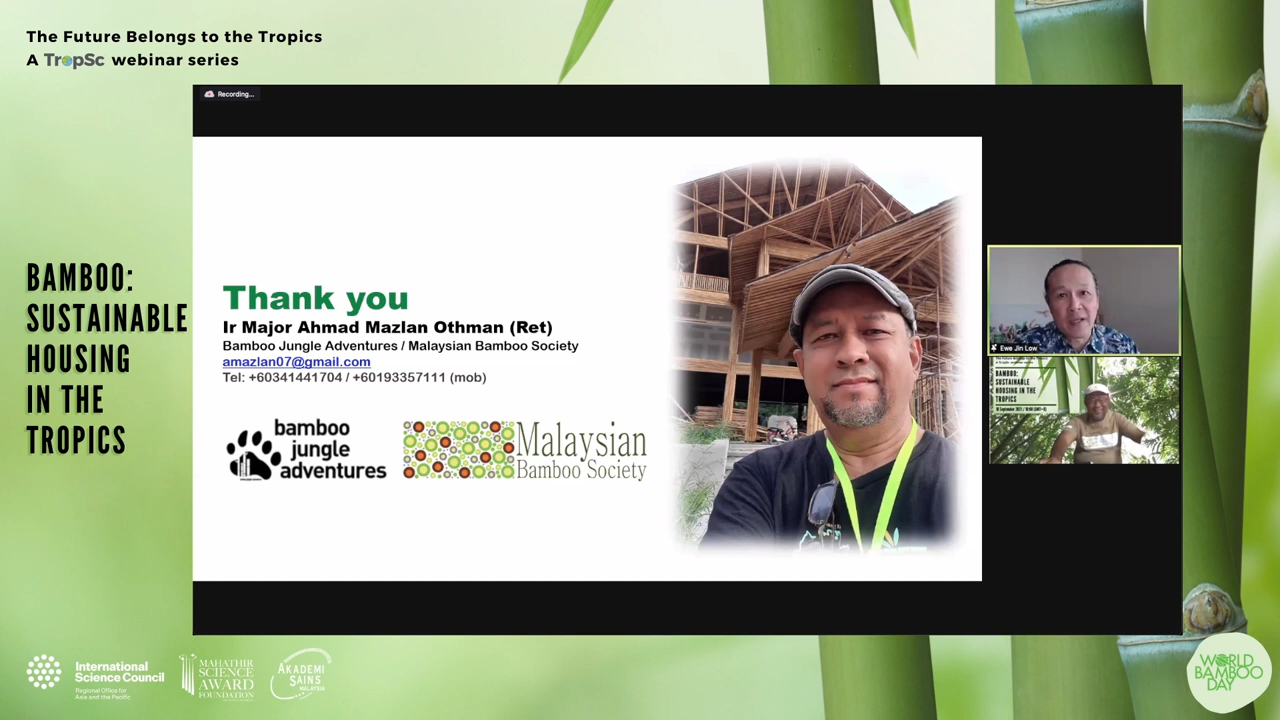 The Future Belongs to the Tropics
A TropSc webinar series
BAMBOO:
SUSTAINABLE
HOUSING
IN THE
TROPICS
Recording...
Thank you
Ir Major Ahmad Mazlan Othman (Ret)
Bamboo Jungle Adventures / Malaysian Bamboo Society
amazlan07@gmail.com
Tel: +60341441704 / +60193357111 (mob)
bamboo
jungle
adventures
Malaysian
Bamboo Society
Ewe Jin Low
BAMBOO:
SUSTAINABLE
HOUSING IN THE
TROPICS
International
Science Council
Regional Office for
Asia and the Pacific
MAHATHIR
SCIENCE
AWARD
FOUNDATION
AKADEMI
SAINS
MALAYSIA
WORLD
BAMBOO
DAY